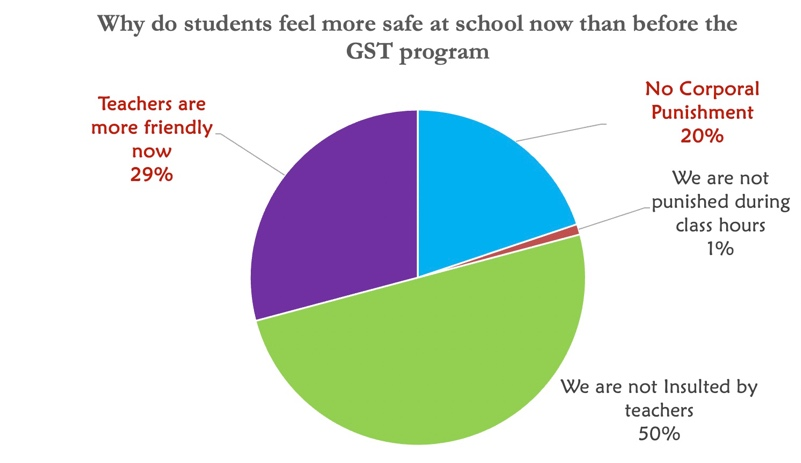 Why do students feel more safe at school now than before the
GST program
Teachers are
more friendly
now
29%
No Corporal
Punishment
20%
We are not
punished during
class hours
1%
We are not Insulted by
teachers
50%